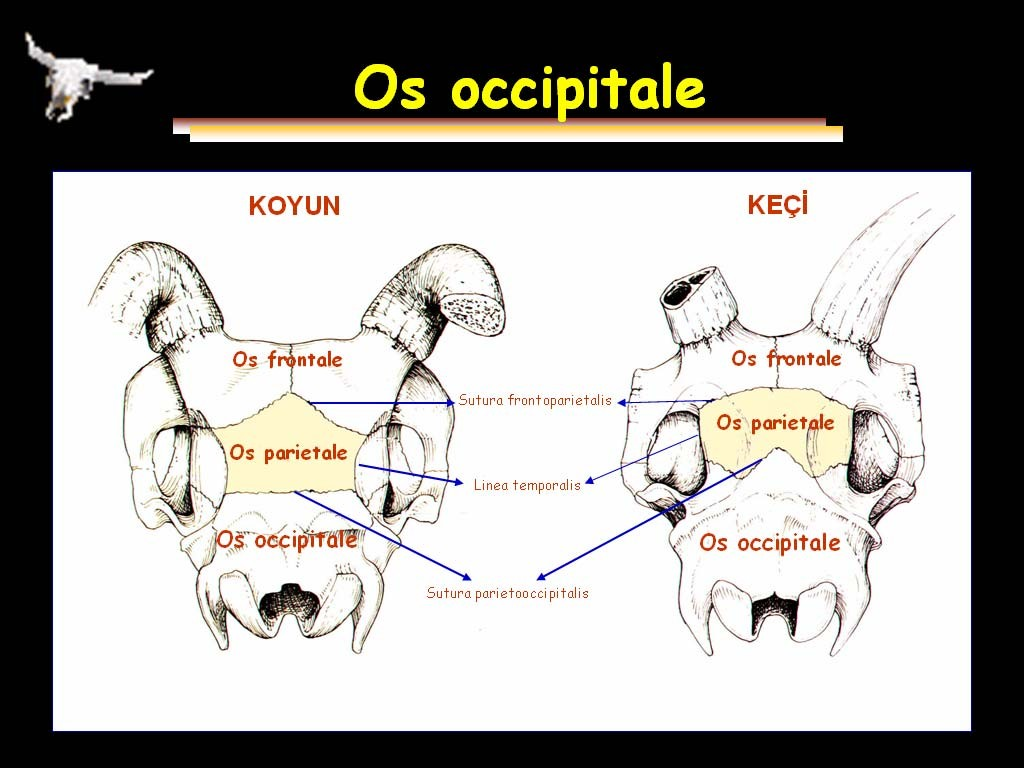 Os occipitale
KOYUN
KEÇİ
Os frontale
Os frontale
Sutura frontoparietalis
Os parietale
Os parietale
Linea temporalis
Os occipitale
Os occipitale
Sutura parietooccipitalis